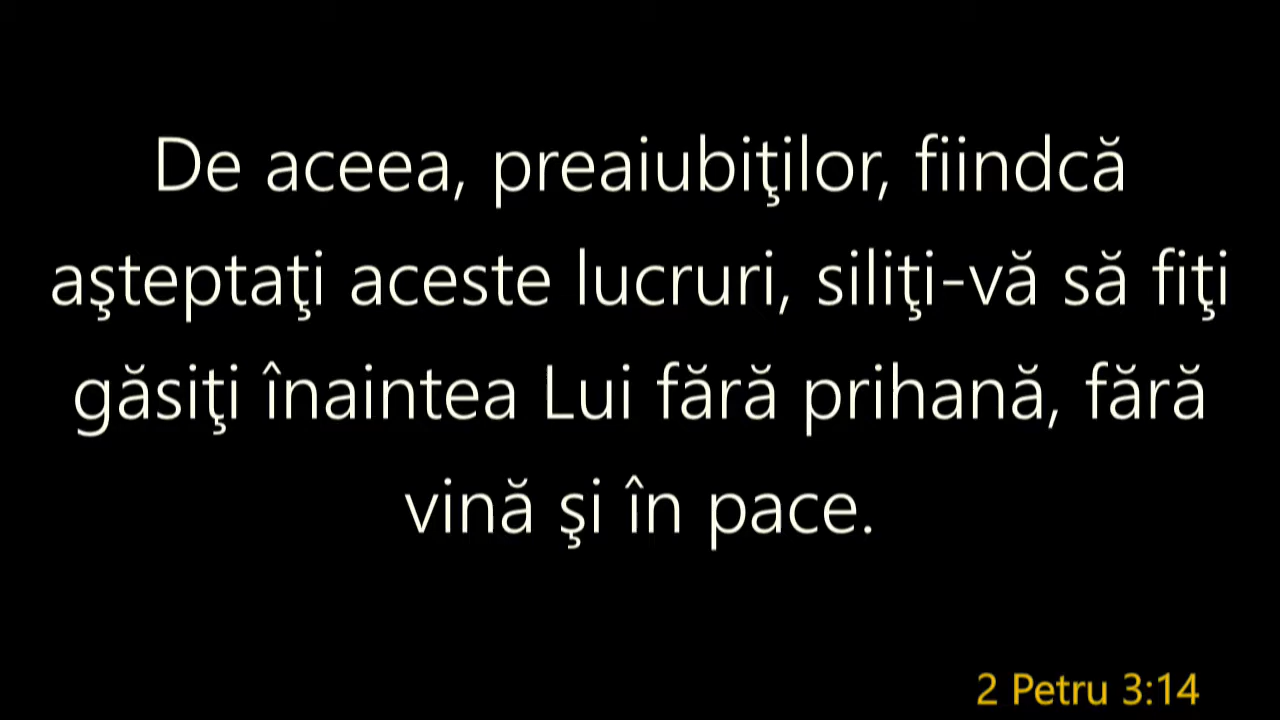 De aceea, preaiubiţilor, fiindcă
aşteptaţi aceste lucruri, siliţi-vă să fiţi
găsiţi înaintea Lui fără prihană, fără
vină şi în pace.
2 Petru 3:14